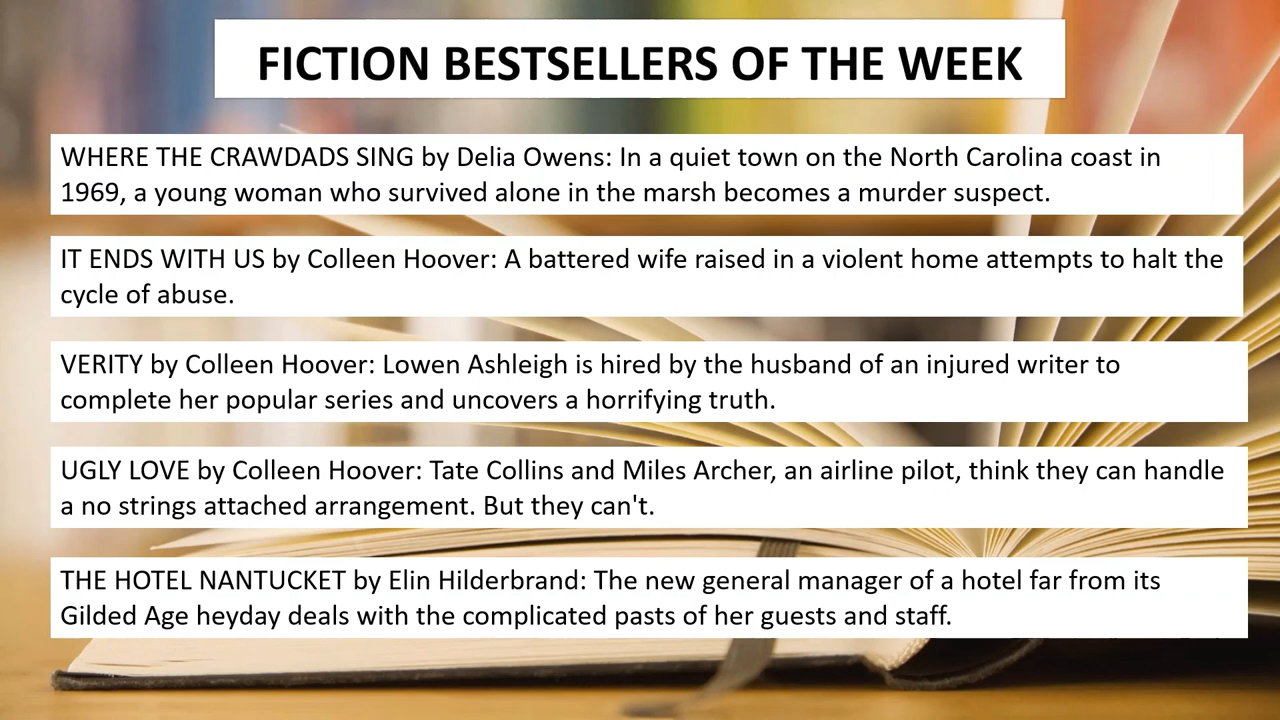 FICTION BESTSELLERS OF THE WEEK
WHERE THE CRAWDADS SING by Delia Owens: In a quiet town on the North Carolina coast in
1969, a young woman who survived alone in the marsh becomes a murder suspect.
IT ENDS WITH US by Colleen Hoover: A battered wife raised in a violent home attempts to halt the
cycle of abuse.
VERITY by Colleen Hoover: Lowen Ashleigh is hired by the husband of an injured writer to
complete her popular series and uncovers a horrifying truth.
UGLY LOVE by Colleen Hoover: Tate Collins and Miles Archer, an airline pilot, think they can handle
a no strings attached arrangement. But they can't.
THE HOTEL NANTUCKET by Elin Hilderbrand: The new general manager of a hotel far from its
Gilded Age heyday deals with the complicated pasts of her guests and staff.